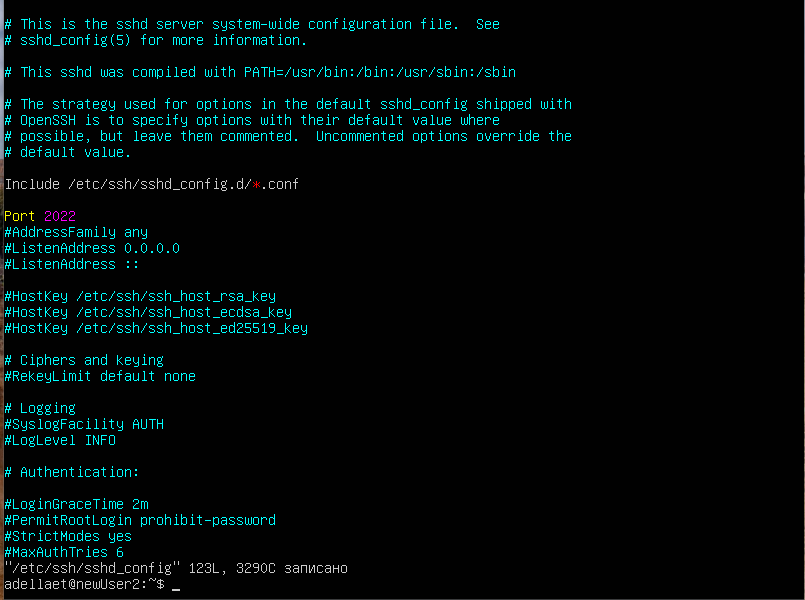 # This is the sshd server system-wide configuration file.  See
# sshd_config(5) for more information.
# This sshd was compiled with PATH=/usr/bin:/bin:/usr/sbin:/sbin
# The strategy used for options in the default sshd_config shipped with
# OpenSSH is to specify options with their default value where
# possible, but leave them commented.  Uncommented options override the
# default value.
Include /etc/ssh/sshd_config.d/*.conf
Port 2022
#AddressFamily any
#ListenAddress 0.0.0.0
#ListenAddress ::
#HostKey /etc/ssh/ssh_host_rsa_key
#HostKey /etc/ssh/ssh_host_ecdsa_key
#HostKey /etc/ssh/ssh_host_ed25519_key
# Ciphers and keying
#RekeyLimit default none
# Logging
#SyslogFacility AUTH
#LogLevel INFO
# Authentication:
#LoginGraceTime 2m
#PermitRootLogin prohibit-password
#StrictModes yes
#MaxAuthTries 6
"/etc/ssh/sshd_config" 123L, 3290C записано
adellaet@newUser2:~$ _